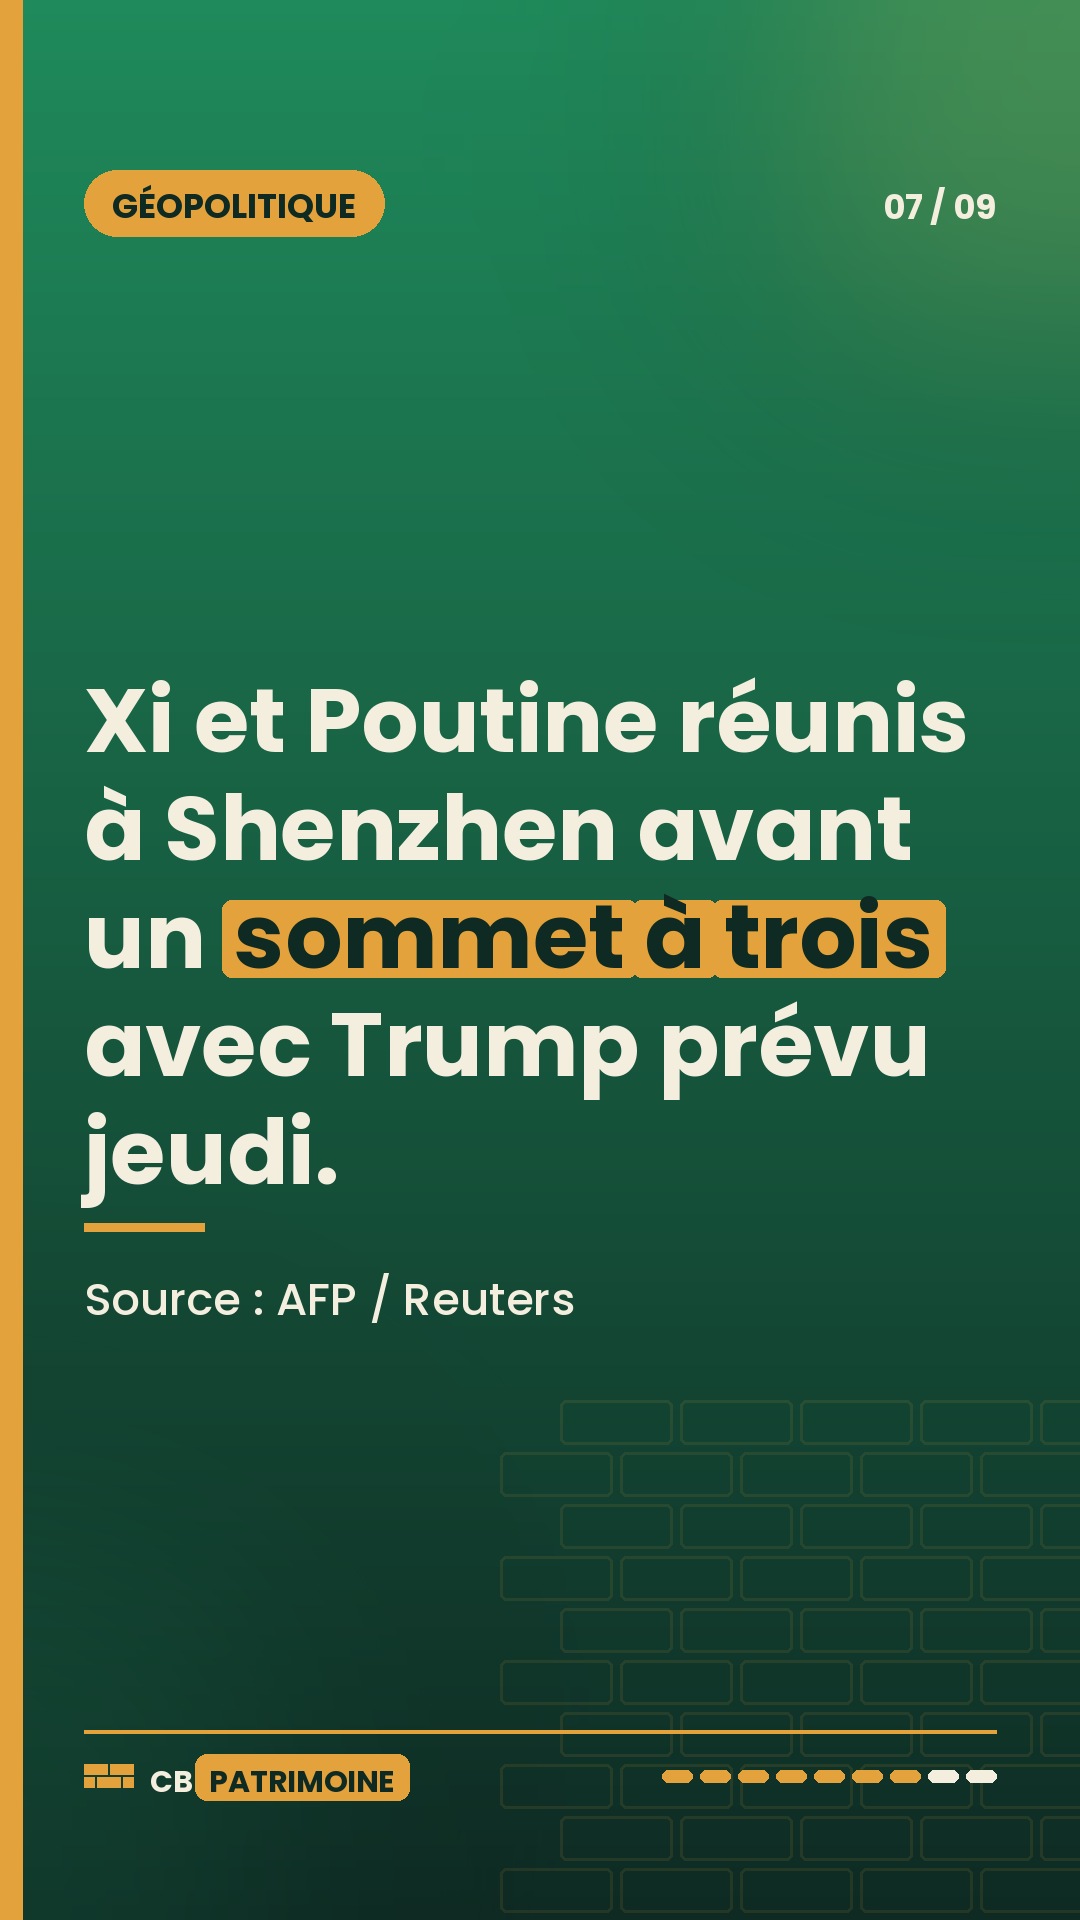 GÉOPOLITIQUE
07 / 09
Xi et Poutine réunis
à Shenzhen avant
un sommet à trois
avec Trump prévu
jeudi.
Source : AFP / Reuters
CB PATRIMOINE